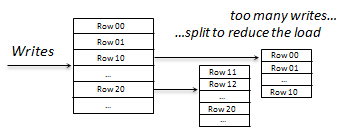 too many writes...
...split to reduce the load
Writes
Row 00
Row 01
Row 10
...
Row 20
...
Row 11
Row 12
...
Row 20
...
Row 00
Row 01
...
Row 10